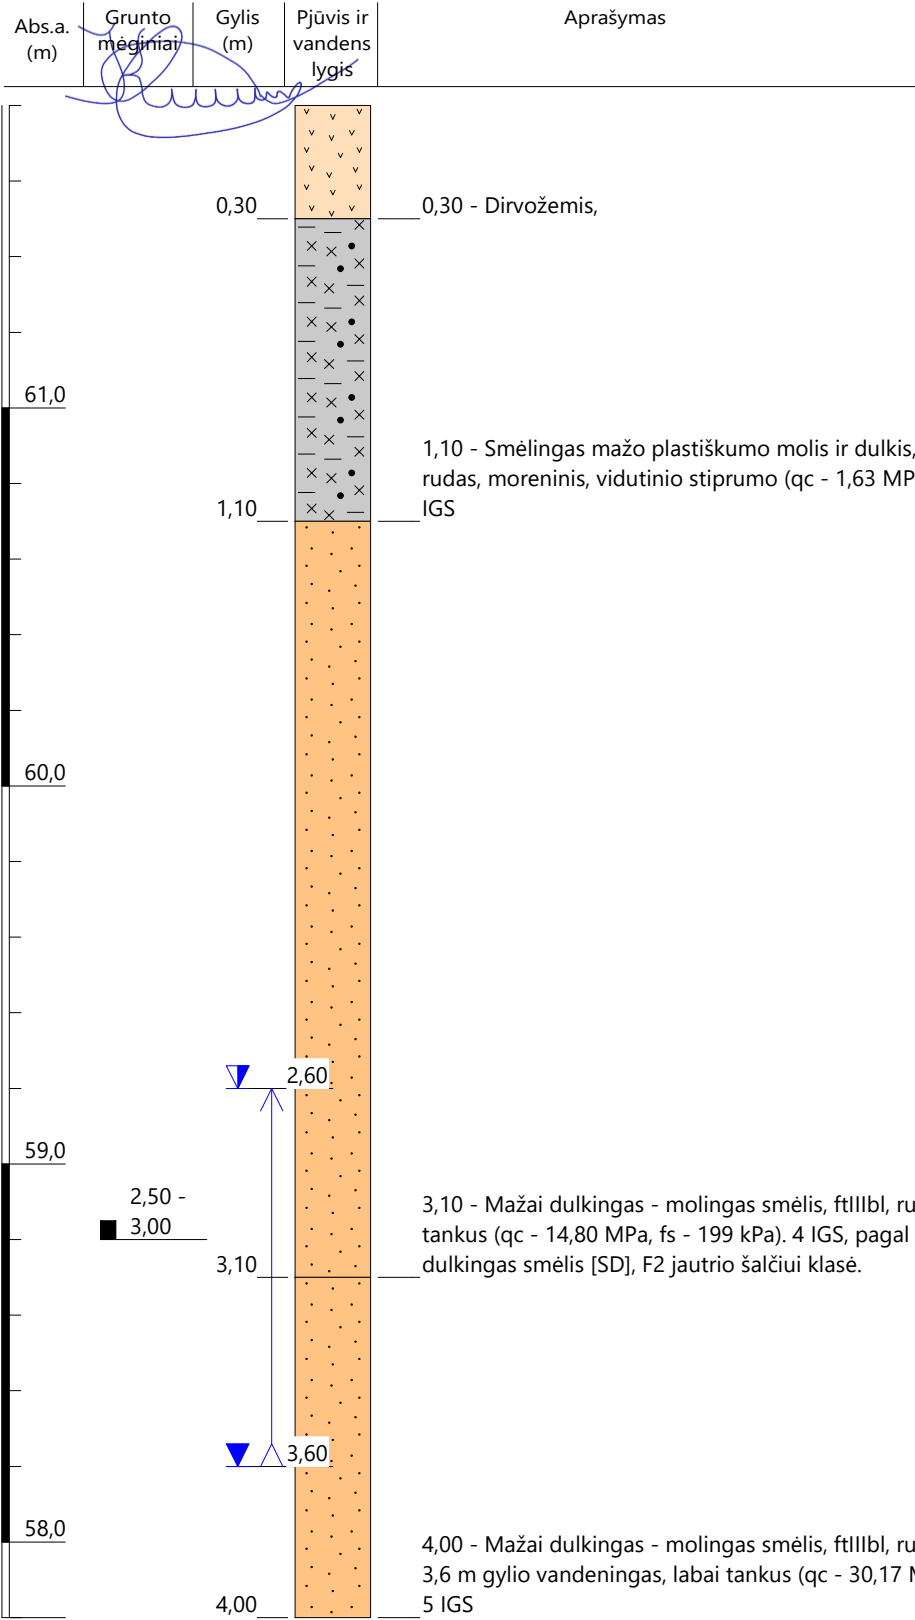 Abs.a. (m)
Grunto mėginiai
Gylis (m)
Pjūvis ir vandens lygis
Aprašymas
0,30
0,30 - Dirvožemis,
61,0
1,10 - Smėlingas mažo plastiškumo molis ir dulkis,
rudas, moreninis, vidutinio stiprumo (qc - 1,63 MP
1,10
IGS
60,0
2,60
59,0
2,50 -
3,00
3,10 - Mažai dulkingas - molingas smėlis, ftIIIbl, ru
tankus (qc - 14,80 MPa, fs - 199 kPa). 4 IGS, pagal
3,10
dulkingas smėlis [SD], F2 jautrio šalčiui klasė.
3,60
58,0
4,00 - Mažai dulkingas - molingas smėlis, ftIIIbl, ru
3,6 m gylio vandeningas, labai tankus (qc - 30,17 M
4,00
5 IGS